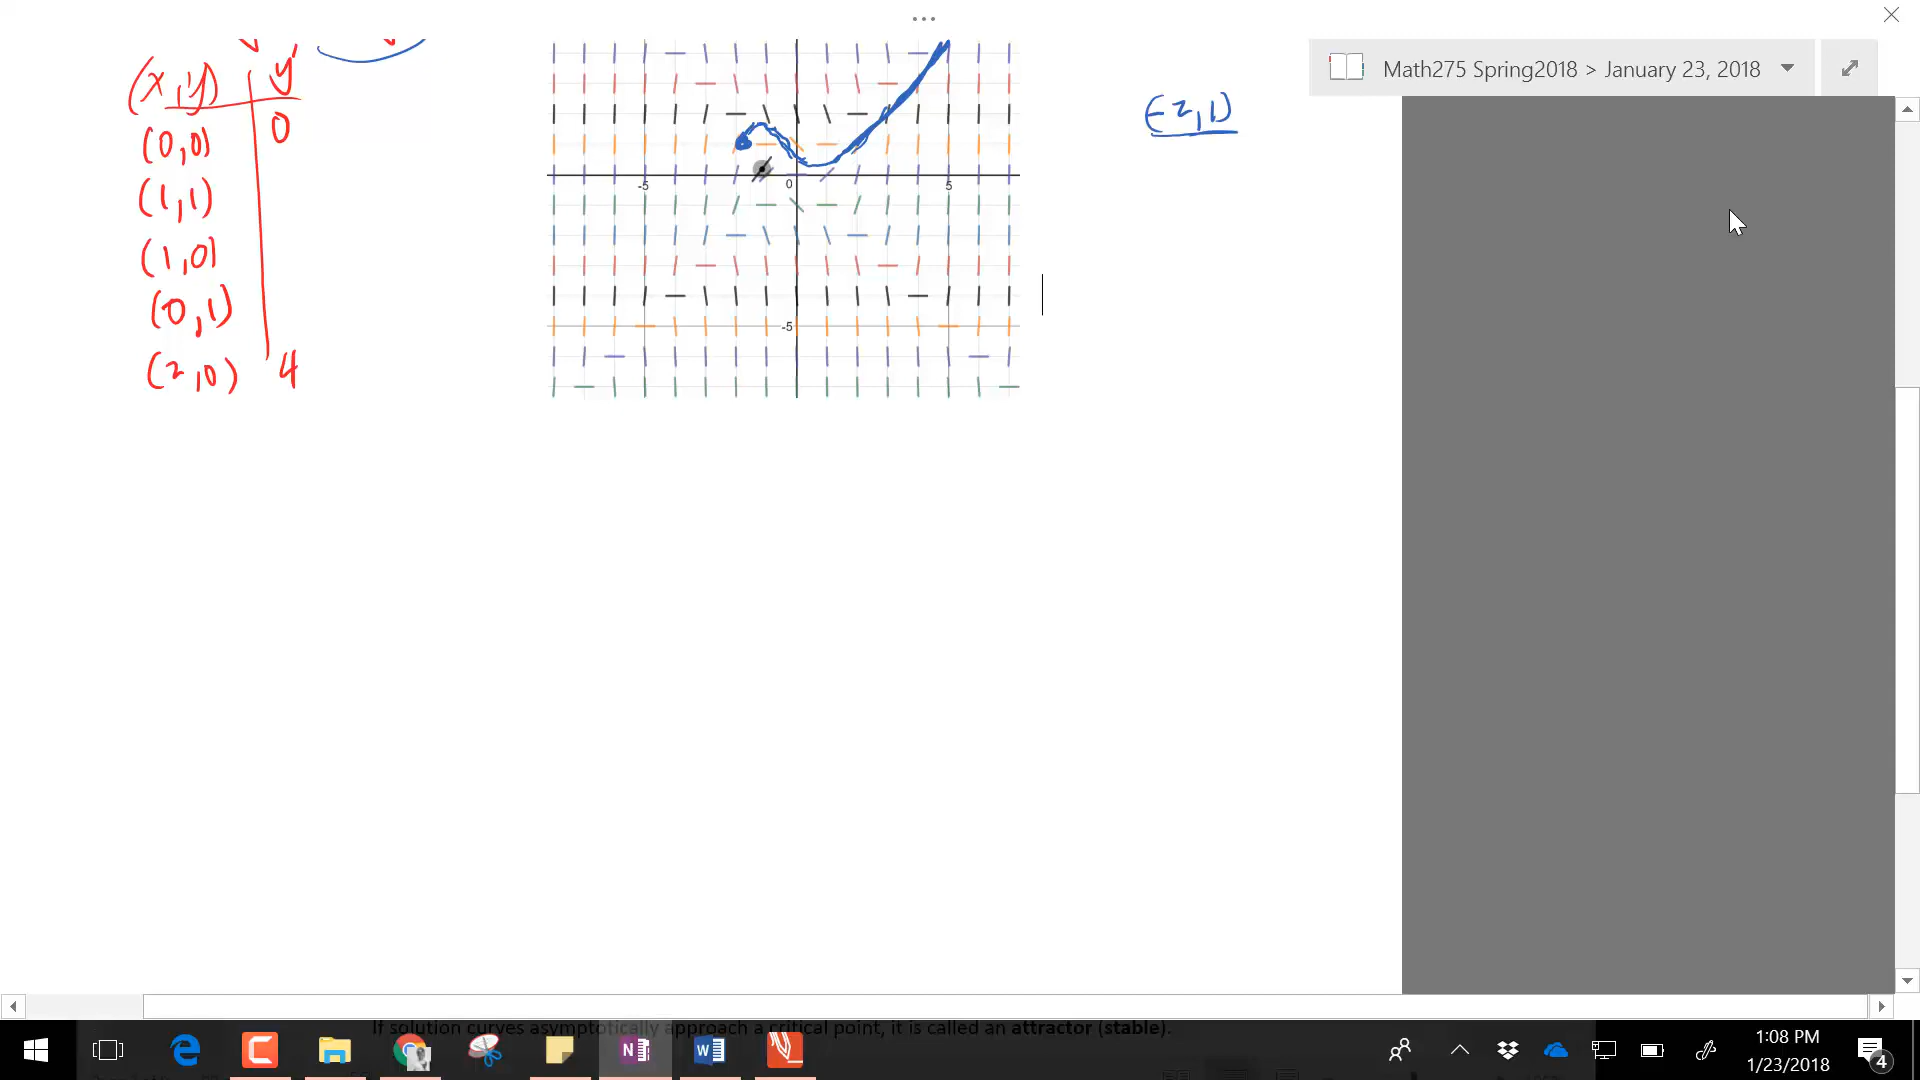 Math275 Spring2018 > January 23, 2018
(x,y) y'
(0,0) 0
(1,1)
(1,0)
(0,1)
(2,0) 4
(-2,1)
-5 0 5
-5
If solution curves asymptotically approach a critical point, it is called an attractor (stable).
1:08 PM
1/23/2018
4